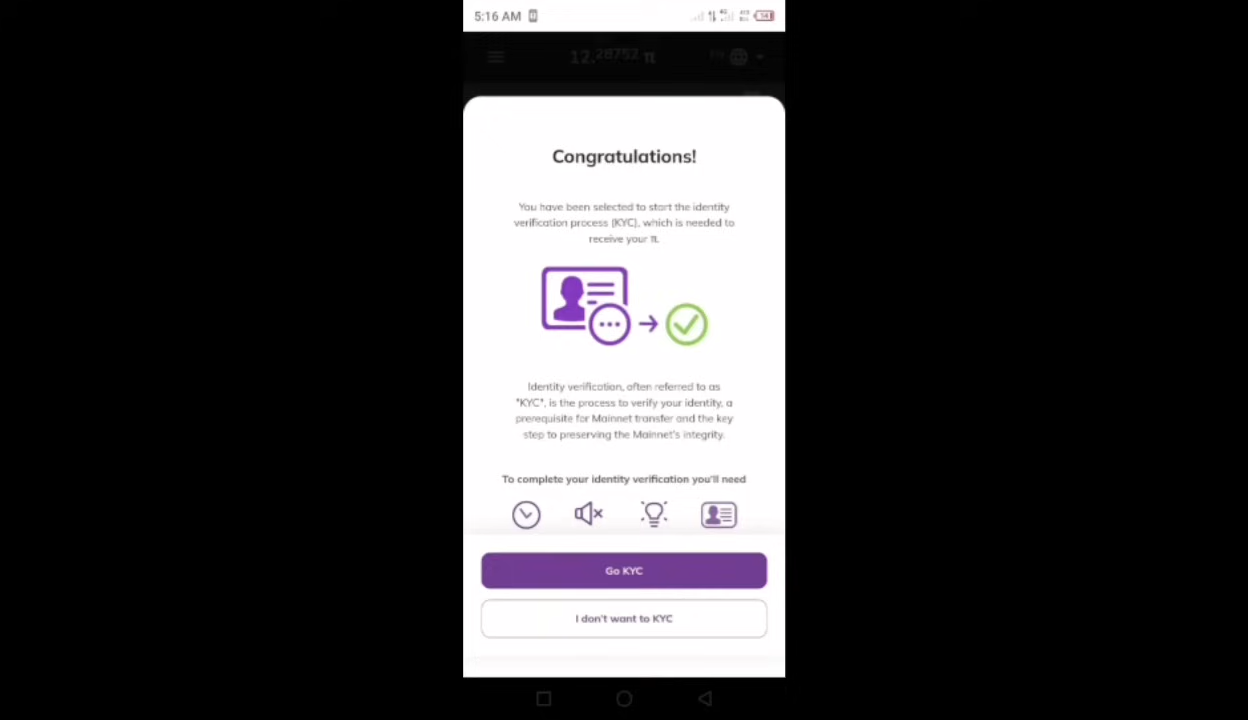 5:16 AM
12.28752 π
Congratulations!
You have been selected to start the identity
verification process (KYC), which is needed to
receive your π.
Identity verification, often referred to as
"KYC", is the process to verify your identity, a
prerequisite for Mainnet transfer and the key
step to preserving the Mainnet's integrity.
To complete your identity verification you'll need
Go KYC
I don't want to KYC